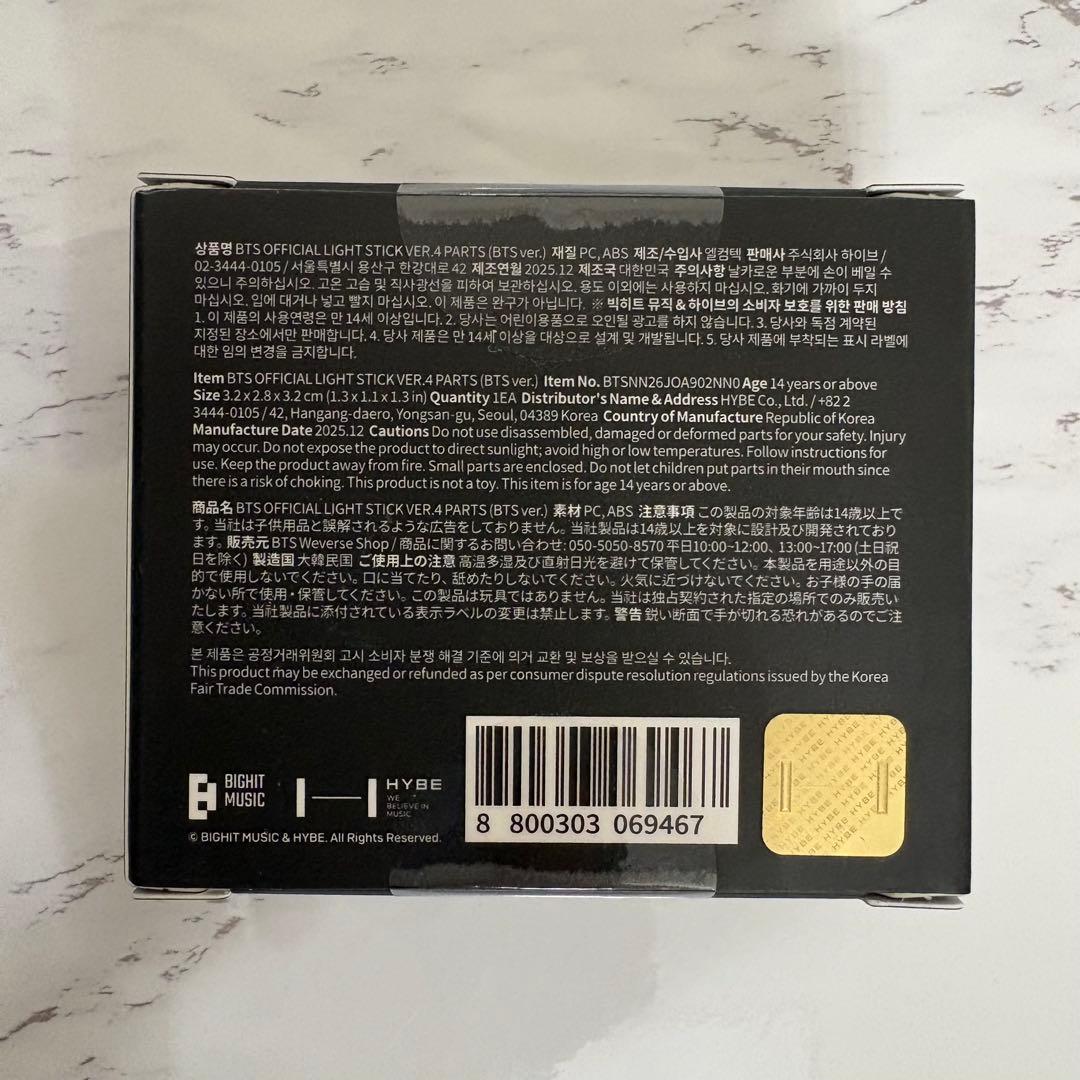 상품명 BTS OFFICIAL LIGHT STICK VER.4 PARTS (BTS ver.) 재질 PC, ABS 제조/수입사 엘컴텍 판매사 주식회사 하이브 /
02-3444-0105 / 서울특별시 용산구 한강대로 42 제조연월 2025.12 제조국 대한민국 주의사항 날카로운 부분에 손이 베일 수
있으니 주의하십시오. 고온 고습 및 직사광선을 피하여 보관하십시오. 용도 이외에는 사용하지 마십시오. 화기에 가까이 두지
마십시오. 입에 대거나 넣고 빨지 마십시오. 이 제품은 완구가 아닙니다. ※ 빅히트 뮤직 & 하이브의 소비자 보호를 위한 판매 방침
1. 이 제품의 사용연령은 만 14세 이상입니다. 2. 당사는 어린이용품으로 오인될 광고를 하지 않습니다. 3. 당사와 독점 계약된
지정된 장소에서만 판매합니다. 4. 당사 제품은 만 14세 이상을 대상으로 설계 및 개발됩니다. 5. 당사 제품에 부착되는 표시 라벨에
대한 임의 변경을 금지합니다.
Item BTS OFFICIAL LIGHT STICK VER.4 PARTS (BTS ver.) Item No. BTSNN26JOA902NN0 Age 14 years or above
Size 3.2 x 2.8 x 3.2 cm (1.3 x 1.1 x 1.3 in) Quantity 1EA Distributor's Name & Address HYBE Co., Ltd. / +82 2
3444-0105 / 42, Hangang-daero, Yongsan-gu, Seoul, 04389 Korea Country of Manufacture Republic of Korea
Manufacture Date 2025.12 Cautions Do not use disassembled, damaged or deformed parts for your safety. Injury
may occur. Do not expose the product to direct sunlight; avoid high or low temperatures. Follow instructions for
use. Keep the product away from fire. Small parts are enclosed. Do not let children put parts in their mouth since
there is a risk of choking. This product is not a toy. This item is for age 14 years or above.
商品名 BTS OFFICIAL LIGHT STICK VER.4 PARTS (BTS ver.) 素材 PC, ABS 注意事項 この製品の対象年齢は14歳以上で
す。当社は子供用品と誤解されるような広告をしておりません。当社製品は14歳以上を対象に設計及び開発されており
ます。販売元 BTS Weverse Shop / 商品に関するお問い合わせ: 050-5050-8570 平日10:00~12:00、13:00~17:00 (土日祝
日を除く) 製造国 大韓民国 ご使用上の注意 高温多湿及び直射日光を避けて保管してください。本製品を用途以外の目
的で使用しないでください。口に当てたり、舐めたりしないでください。火気に近づけないでください。お子様の手の届
かない所で使用・保管してください。この製品は玩具ではありません。当社は独占契約された指定の場所でのみ販売い
たします。当社製品に添付されている表示ラベルの変更は禁止します。警告 鋭い断面で手が切れる恐れがあるのでご注
意ください。
본 제품은 공정거래위원회 고시 소비자 분쟁 해결 기준에 의거 교환 및 보상을 받으실 수 있습니다.
This product may be exchanged or refunded as per consumer dispute resolution regulations issued by the Korea
Fair Trade Commission.
BIGHIT
MUSIC
HYBE
WE
BELIEVE IN
MUSIC
© BIGHIT MUSIC & HYBE. All Rights Reserved.
8 800303 069467
HYBE HYBE HYBE